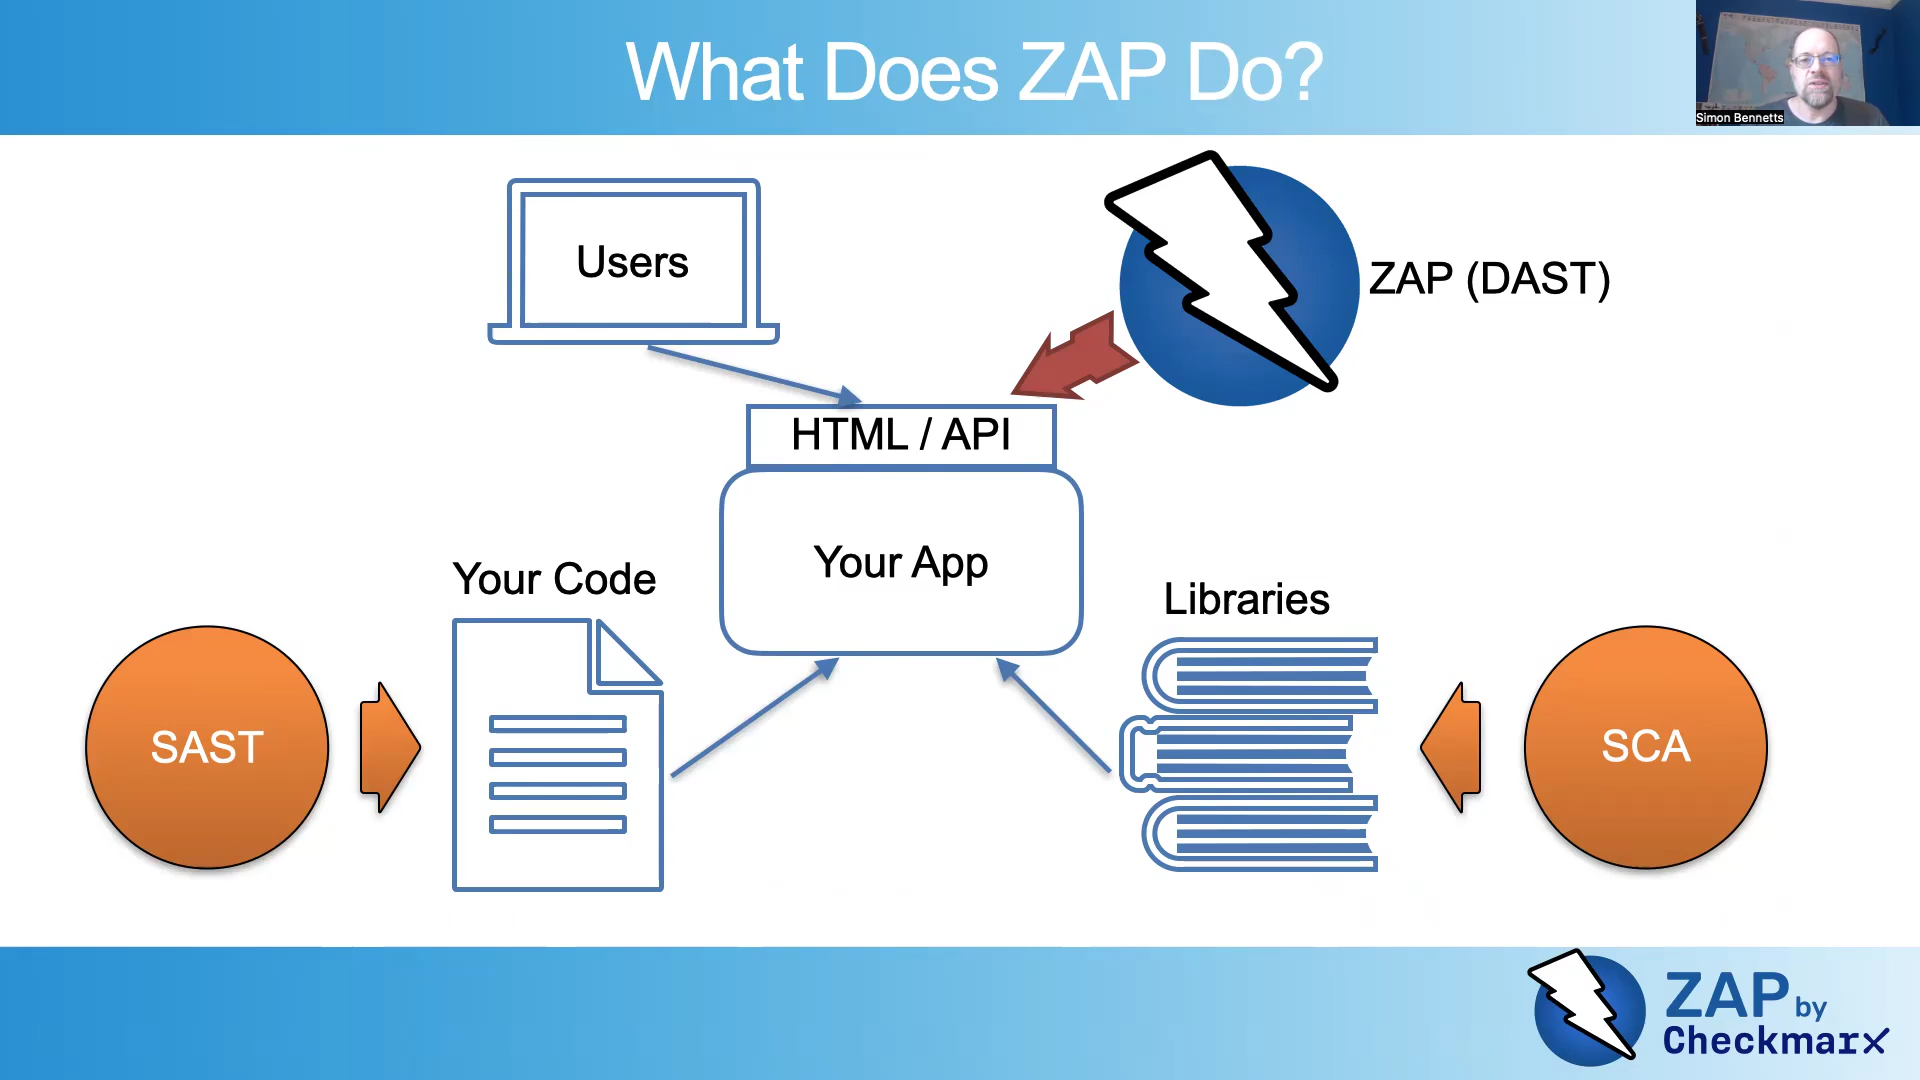 What Does ZAP Do?
Simon Bennetts
Users
ZAP (DAST)
HTML / API
Your App
Your Code
Libraries
SAST
SCA
ZAP by
Checkmarx